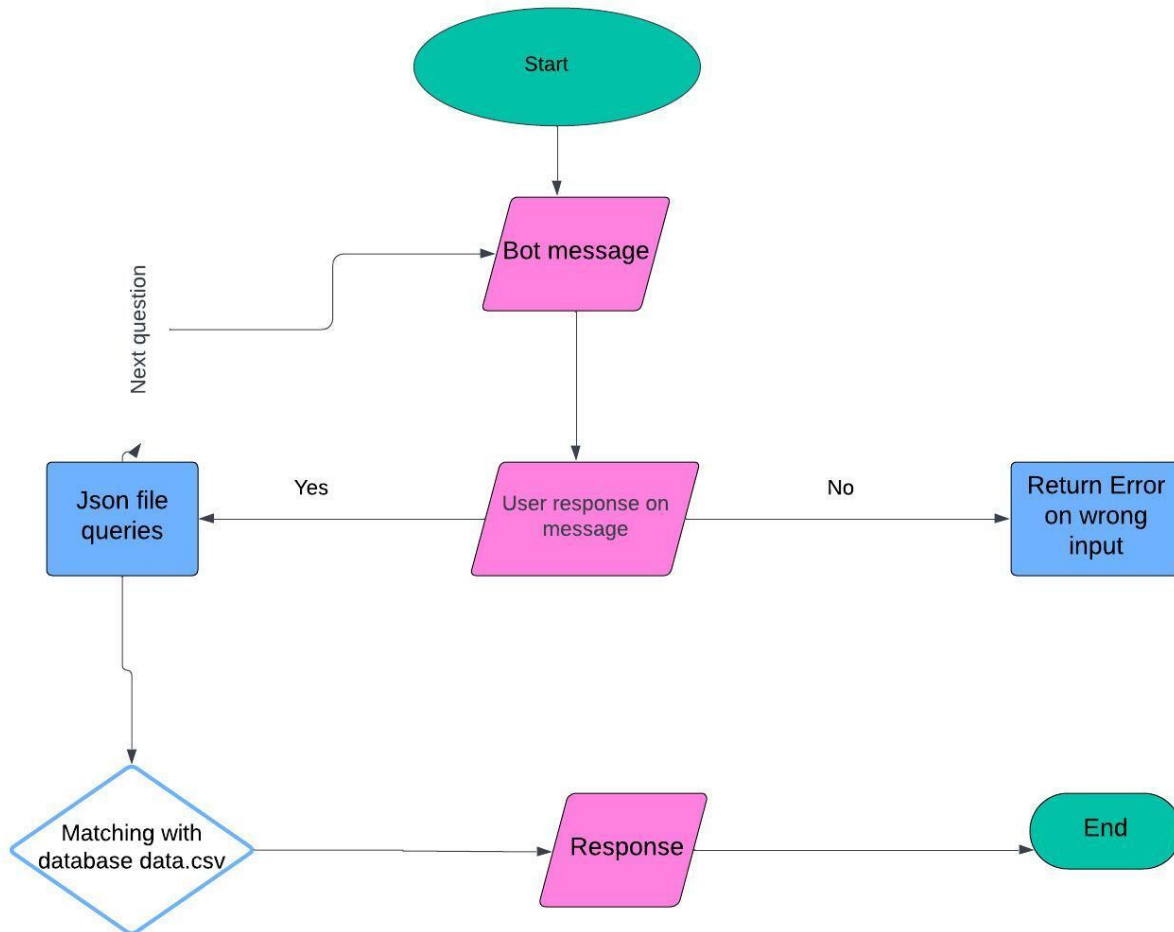 Start
Bot message
Next question
Json file
queries
Yes
User response on
message
No
Return Error
on wrong
input
Matching with
database data.csv
Response
End